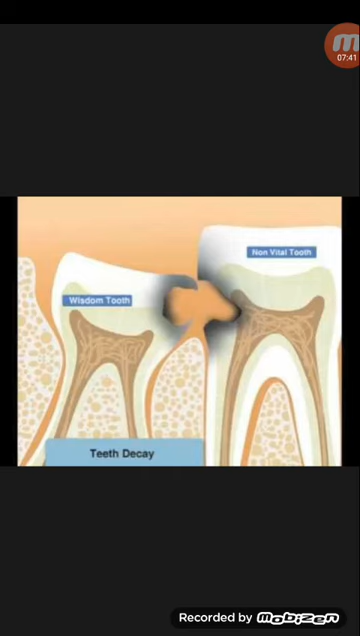 07:41
Non Vital Tooth
Wisdom Tooth
Teeth Decay
Recorded by Mobizen